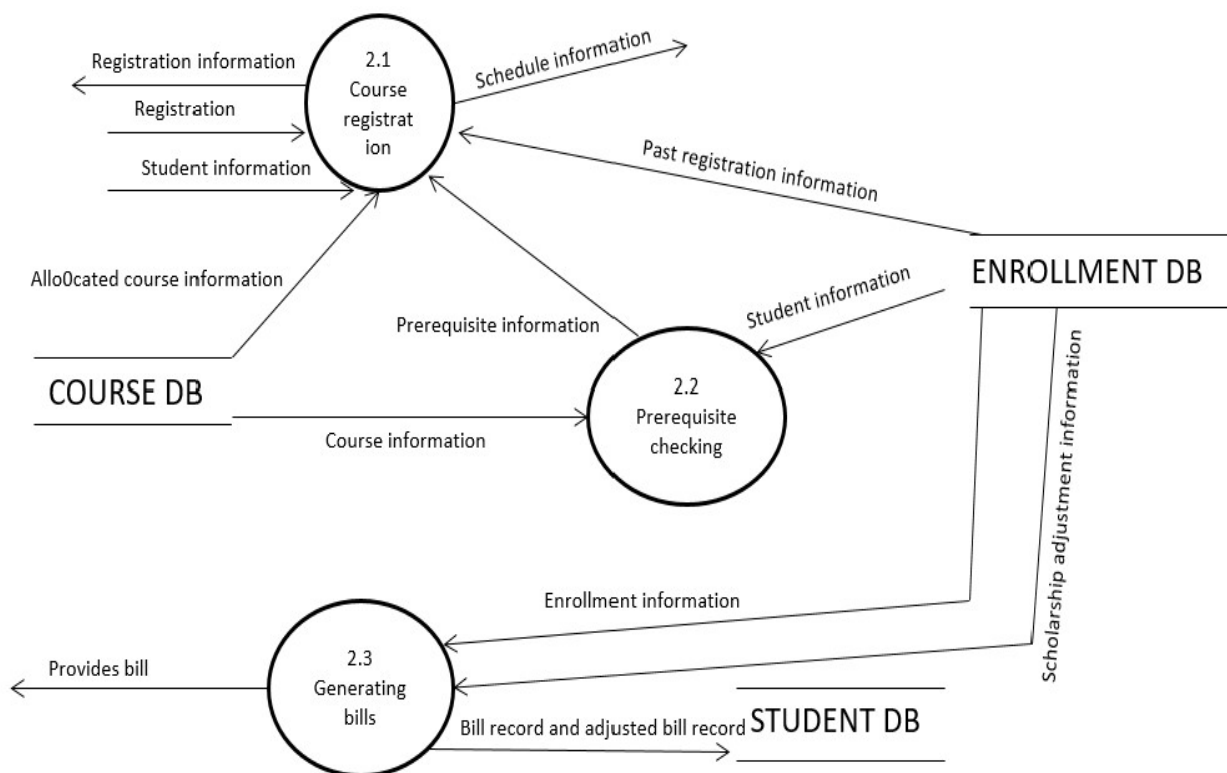 Registration information
2.1
Course
registrat
ion
Schedule information
Registration
Student information
Past registration information
Allo0cated course information
ENROLLMENT DB
Student information
Prerequisite information
COURSE DB
2.2
Prerequisite
checking
Course information
Scholarship adjustment information
Enrollment information
2.3
Generating
bills
Provides bill
Bill record and adjusted bill record
STUDENT DB